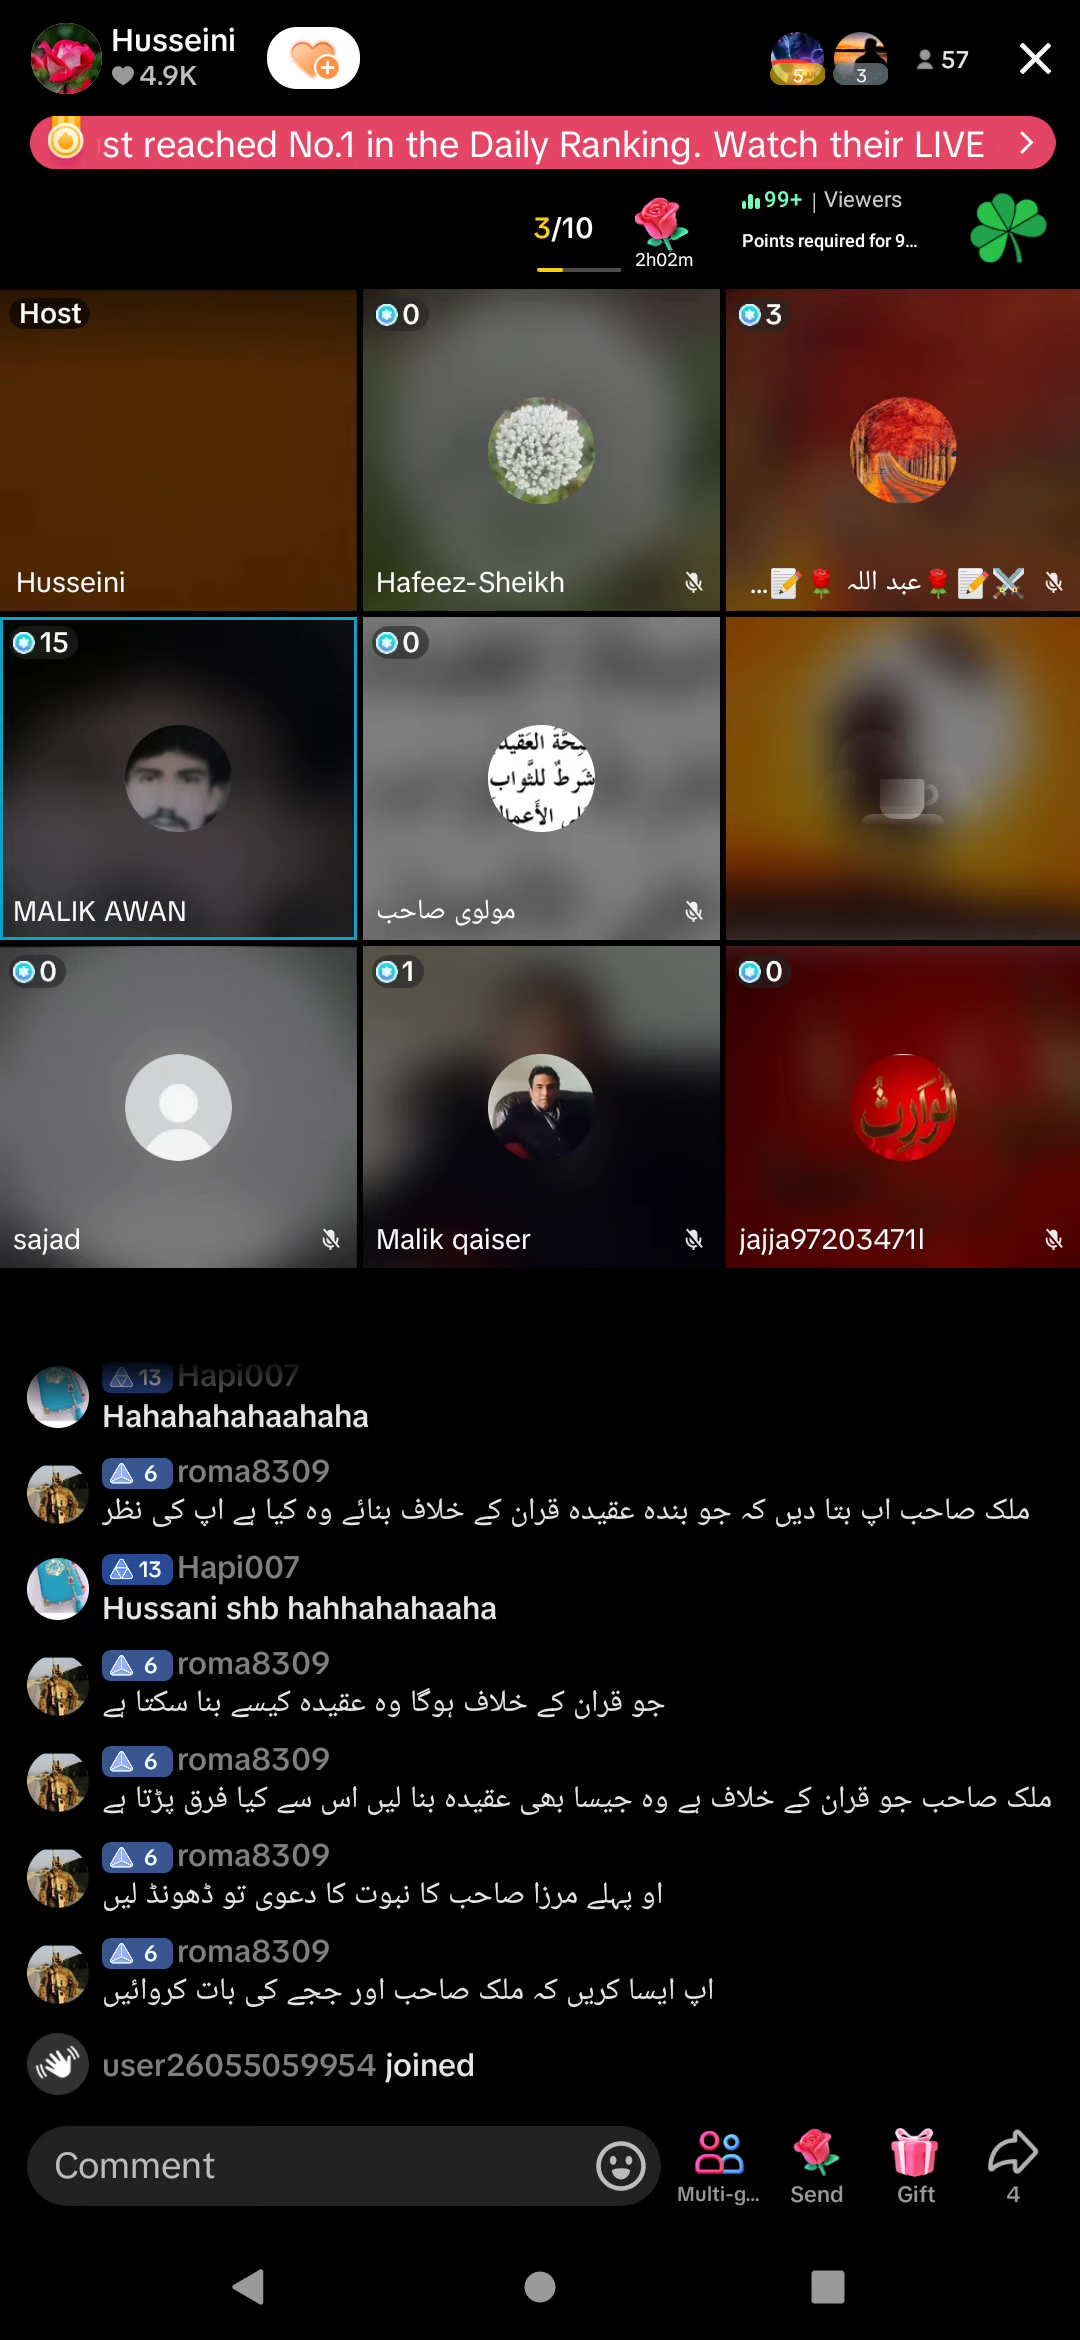 Husseini
4.9K
5
3
57
st reached No.1 in the Daily Ranking. Watch their LIVE
3/10
2h02m
99+ | Viewers
Points required for 9...
Host
Husseini
0
Hafeez-Sheikh
3
⚔️📝🌹عبد اللہ🌹📝...
15
MALIK AWAN
0
العقيد
شرط للثواب
مولوی صاحب
0
sajad
1
Malik qaiser
0
الوارث
jajja97203471l
13 Hapi007
Hahahahahaahaha
6 roma8309
ملک صاحب اپ بتا دیں کہ جو بندہ عقیدہ قران کے خلاف بنائے وہ کیا ہے اپ کی نظر
13 Hapi007
Hussani shb hahhahahaaha
6 roma8309
جو قران کے خلاف ہوگا وہ عقیدہ کیسے بنا سکتا ہے
6 roma8309
ملک صاحب جو قران کے خلاف ہے وہ جیسا بھی عقیدہ بنا لیں اس سے کیا فرق پڑتا ہے
6 roma8309
او پہلے مرزا صاحب کا نبوت کا دعوی تو ڈھونڈ لیں
6 roma8309
اپ ایسا کریں کہ ملک صاحب اور ججے کی بات کروائیں
user26055059954 joined
Comment
Multi-g...
Send
Gift
4